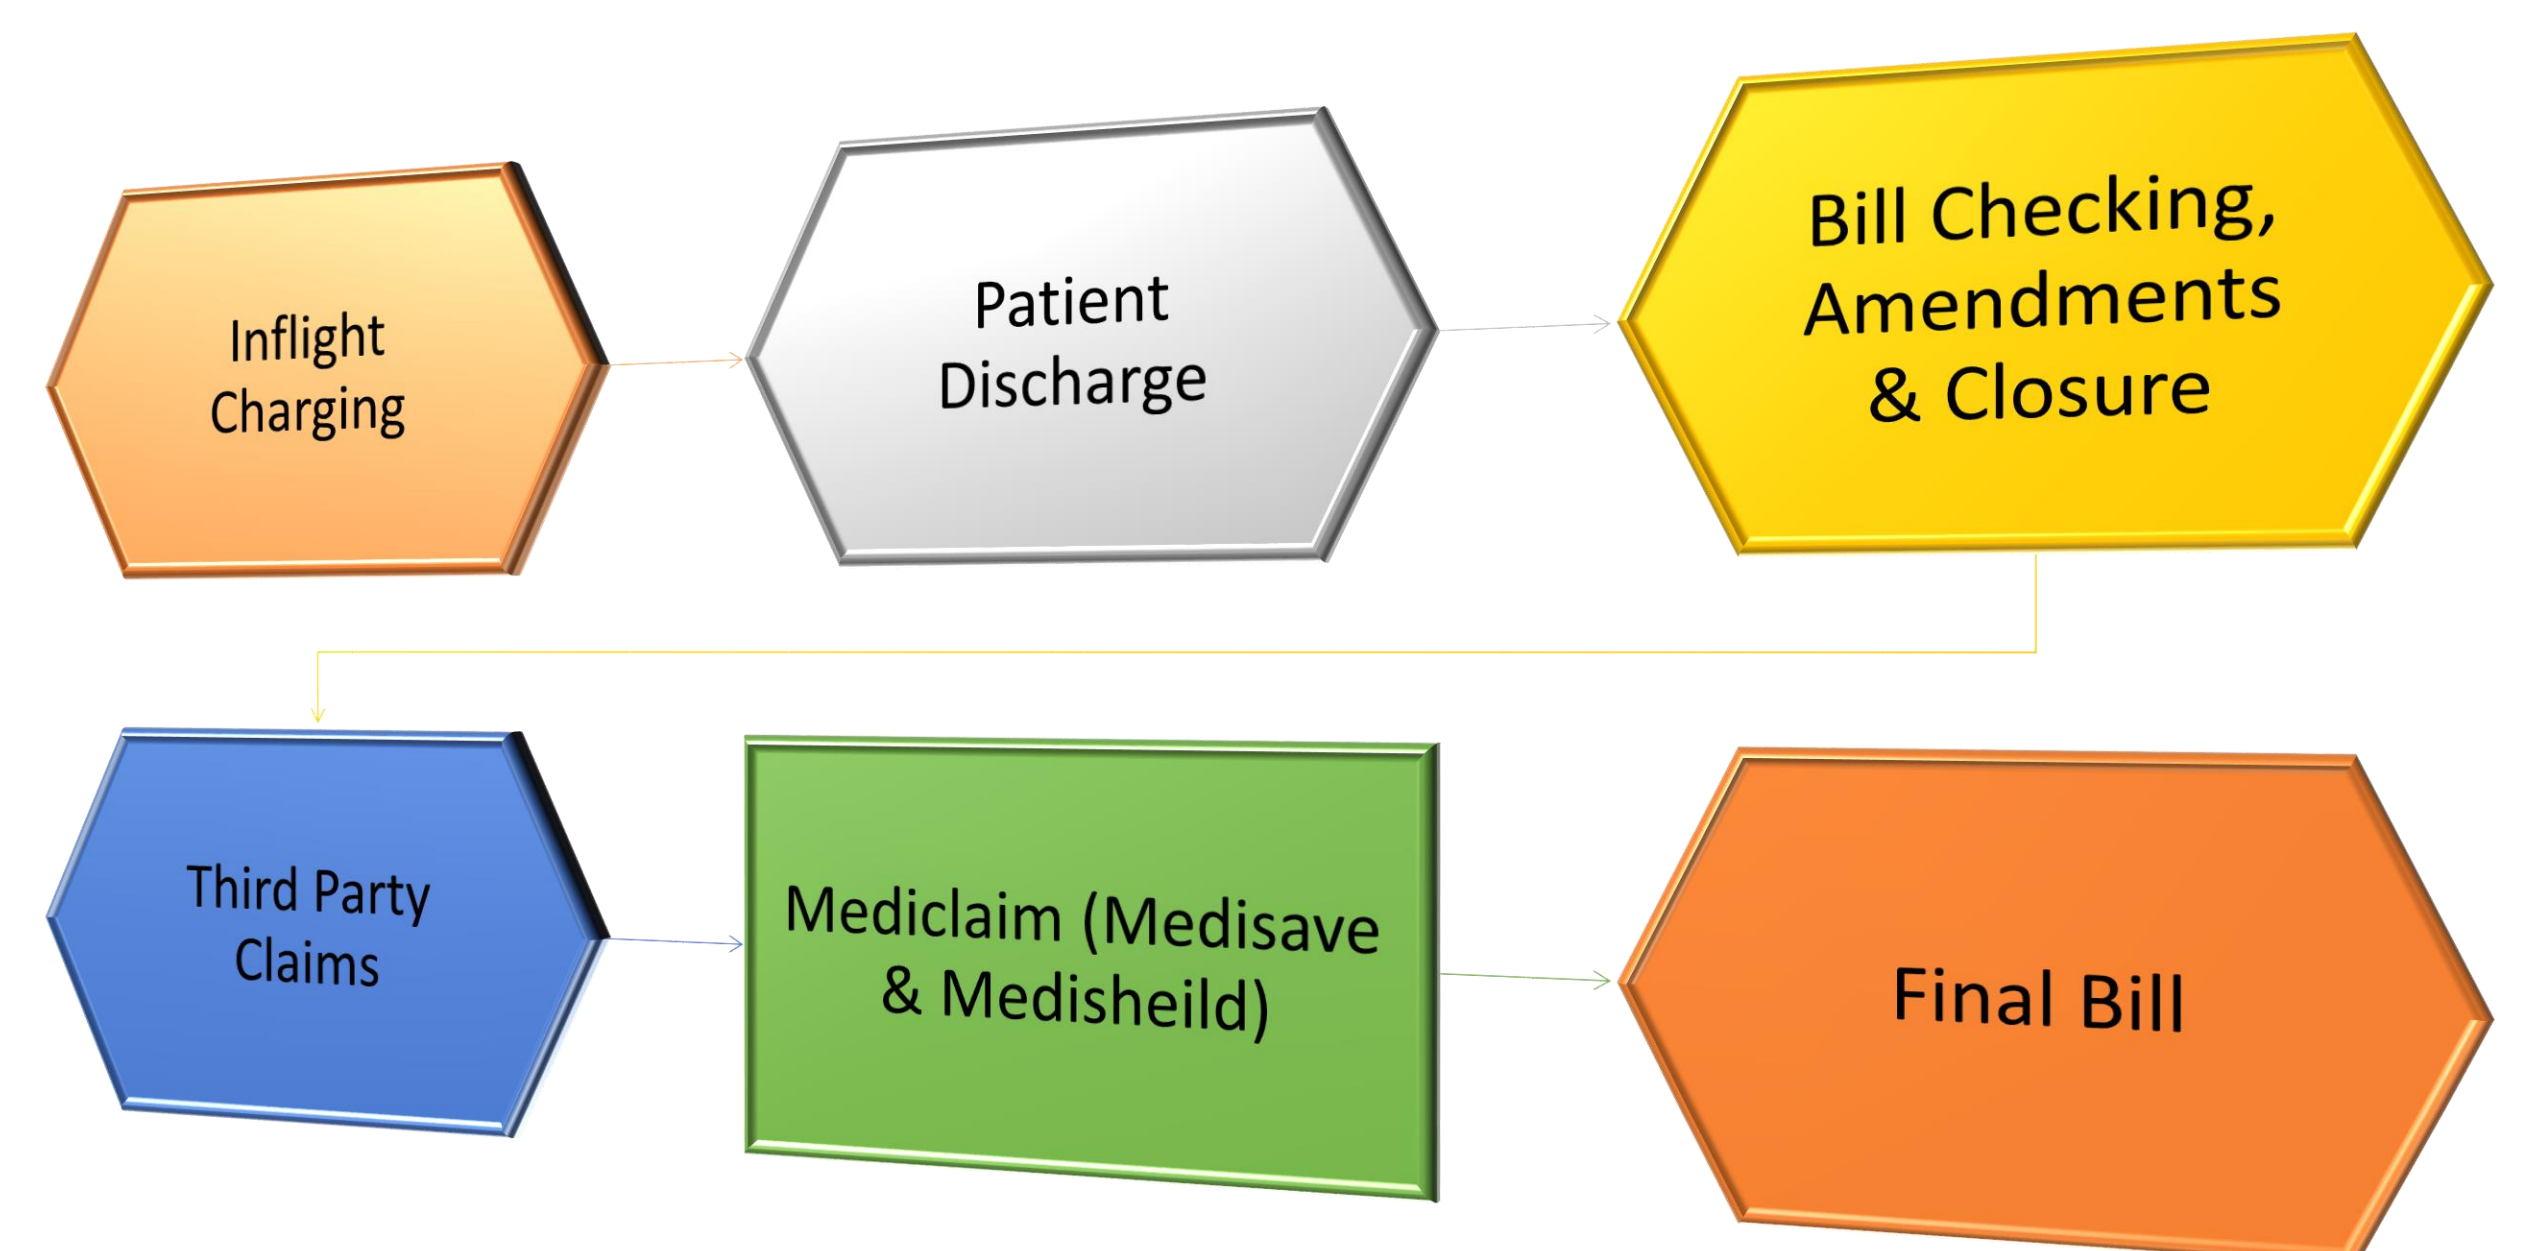 Inflight
Charging
Patient
Discharge
Bill Checking,
Amendments
& Closure
Third Party
Claims
Mediclaim (Medisave
& Medisheild)
Final Bill